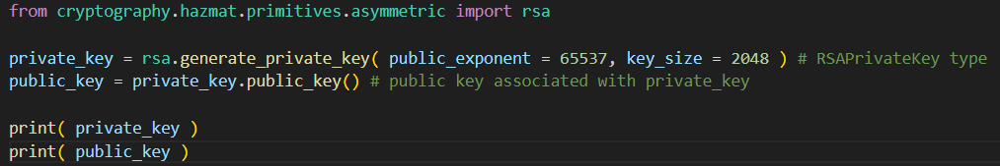 from cryptography.hazmat.primitives.asymmetric import rsa
private_key = rsa.generate_private_key( public_exponent = 65537, key_size = 2048 ) # RSAPrivateKey type
public_key = private_key.public_key() # public key associated with private_key
print( private_key )
print( public_key )